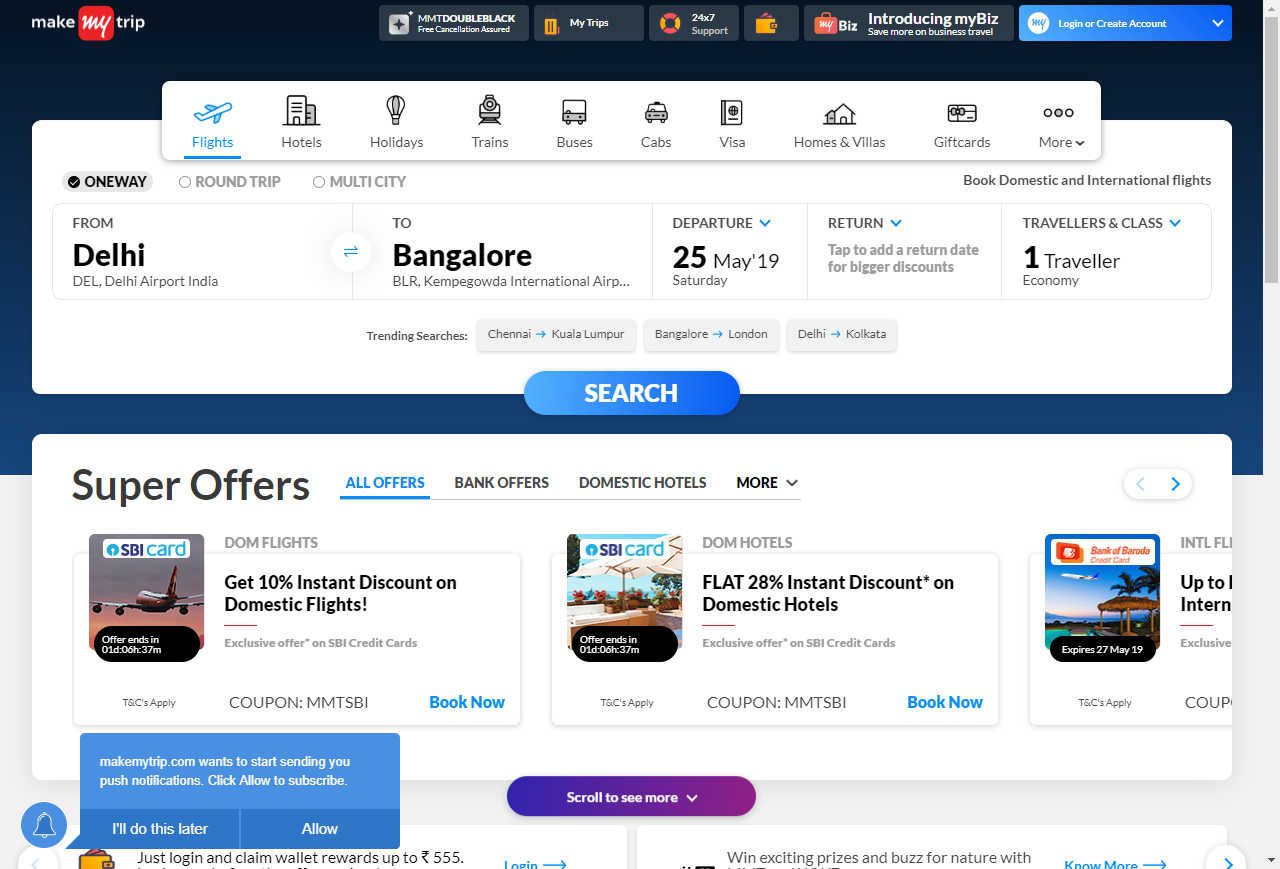 make my trip
MMTDOUBLEBLACK
Free Cancellation Assured
My Trips
24x7
Support
my Biz
Introducing myBiz
Save more on business travel
my
Login or Create Account
Flights
Hotels
Holidays
Trains
Buses
Cabs
Visa
Homes & Villas
Giftcards
More
ONEWAY
ROUND TRIP
MULTI CITY
Book Domestic and International flights
FROM
Delhi
DEL, Delhi Airport India
TO
Bangalore
BLR, Kempegowda International Airp...
DEPARTURE
25 May'19
Saturday
RETURN
Tap to add a return date
for bigger discounts
TRAVELLERS & CLASS
1 Traveller
Economy
Trending Searches:
Chennai → Kuala Lumpur
Bangalore → London
Delhi → Kolkata
SEARCH
Super Offers
ALL OFFERS
BANK OFFERS
DOMESTIC HOTELS
MORE
SBI card
Offer ends in
01d:06h:37m
DOM FLIGHTS
Get 10% Instant Discount on
Domestic Flights!
Exclusive offer* on SBI Credit Cards
T&C's Apply
COUPON: MMTSBI
Book Now
SBI card
Offer ends in
01d:06h:37m
DOM HOTELS
FLAT 28% Instant Discount* on
Domestic Hotels
Exclusive offer* on SBI Credit Cards
T&C's Apply
COUPON: MMTSBI
Book Now
Bank of Baroda
Credit Card
Expires 27 May 19
INTL FLI
Up to
Intern
Exclusive
T&C's Apply
COUP
makemytrip.com wants to start sending you
push notifications. Click Allow to subscribe.
I'll do this later
Allow
Scroll to see more
Just login and claim wallet rewards up to ₹ 555.
Login
Win exciting prizes and buzz for nature with
Know More